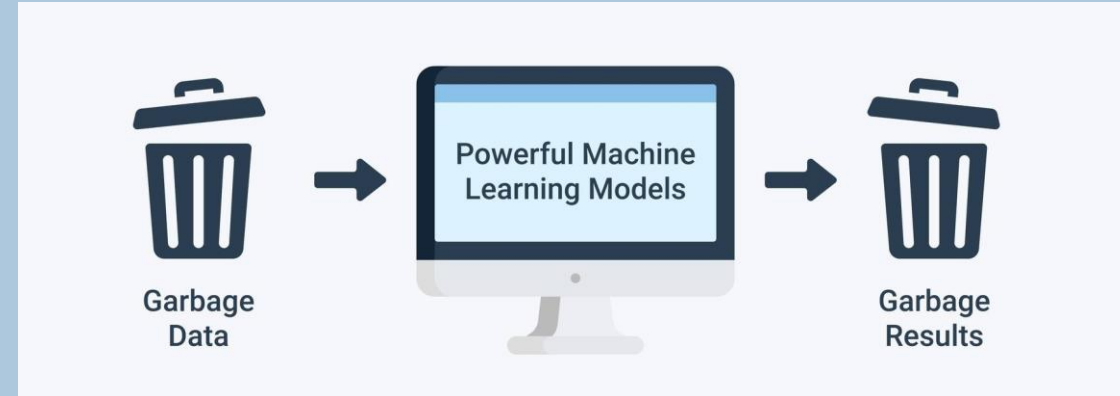 Powerful Machine
Learning Models
Garbage
Data
Garbage
Results